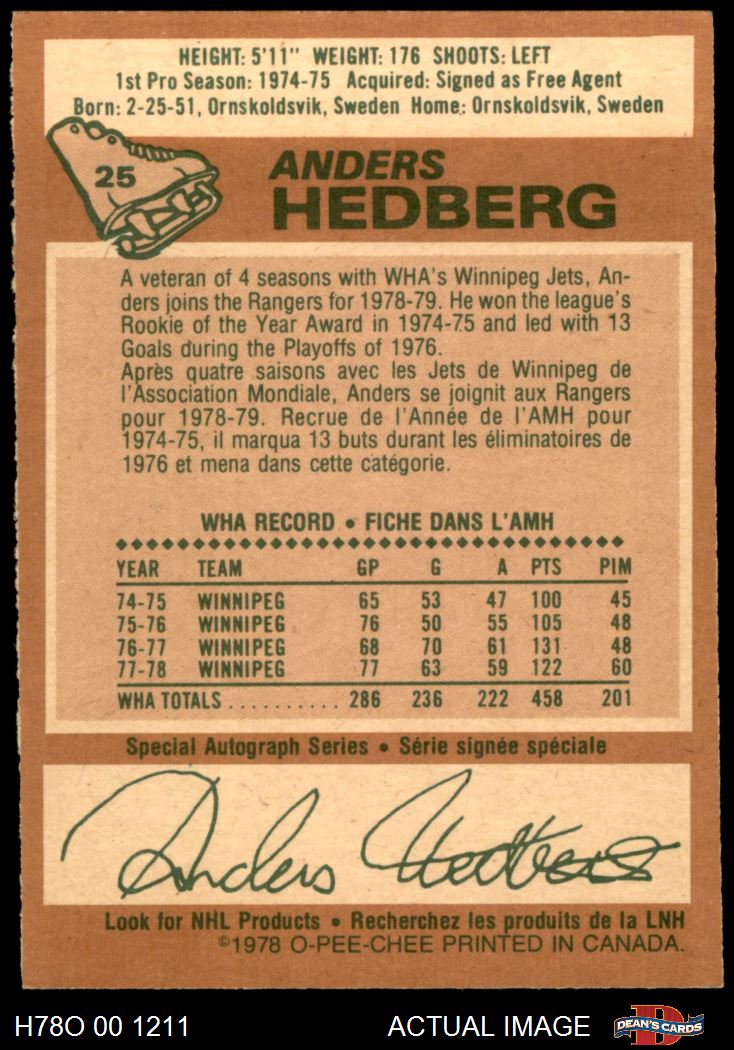 HEIGHT: 5'11" WEIGHT: 176 SHOOTS: LEFT
1st Pro Season: 1974-75 Acquired: Signed as Free Agent
Born: 2-25-51, Ornskoldsvik, Sweden Home: Ornskoldsvik, Sweden
25
ANDERS
HEDBERG
A veteran of 4 seasons with WHA's Winnipeg Jets, An-
ders joins the Rangers for 1978-79. He won the league's
Rookie of the Year Award in 1974-75 and led with 13
Goals during the Playoffs of 1976.
Après quatre saisons avec les Jets de Winnipeg de
l'Association Mondiale, Anders se joignit aux Rangers
pour 1978-79. Recrue de l'Année de l'AMH pour
1974-75, il marqua 13 buts durant les éliminatoires de
1976 et mena dans cette catégorie.
WHA RECORD • FICHE DANS L'AMH
YEAR TEAM GP G A PTS PIM
74-75 WINNIPEG 65 53 47 100 45
75-76 WINNIPEG 76 50 55 105 48
76-77 WINNIPEG 68 70 61 131 48
77-78 WINNIPEG 77 63 59 122 60
WHA TOTALS .......... 286 236 222 458 201
Special Autograph Series • Série signée spéciale
Anders Hedberg
Look for NHL Products • Recherchez les produits de la LNH
©1978 O-PEE-CHEE PRINTED IN CANADA.
H78O 00 1211 ACTUAL IMAGE D DEAN'S CARDS